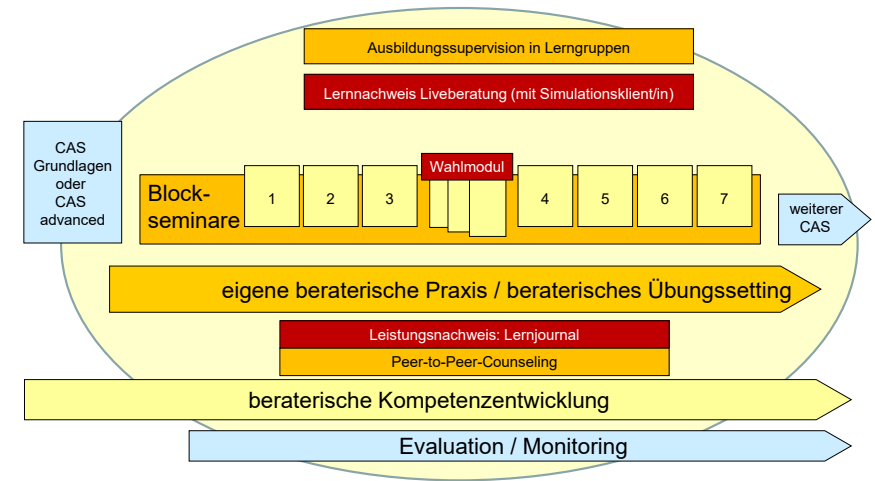 Ausbildungssupervision in Lerngruppen
Lernnachweis Liveberatung (mit Simulationsklient/in)
CAS
Grundlagen
oder
CAS
advanced
Block-
seminare
1
2
3
Wahlmodul
4
5
6
7
weiterer
CAS
eigene beraterische Praxis / beraterisches Übungssetting
Leistungsnachweis: Lernjournal
Peer-to-Peer-Counseling
beraterische Kompetenzentwicklung
Evaluation / Monitoring